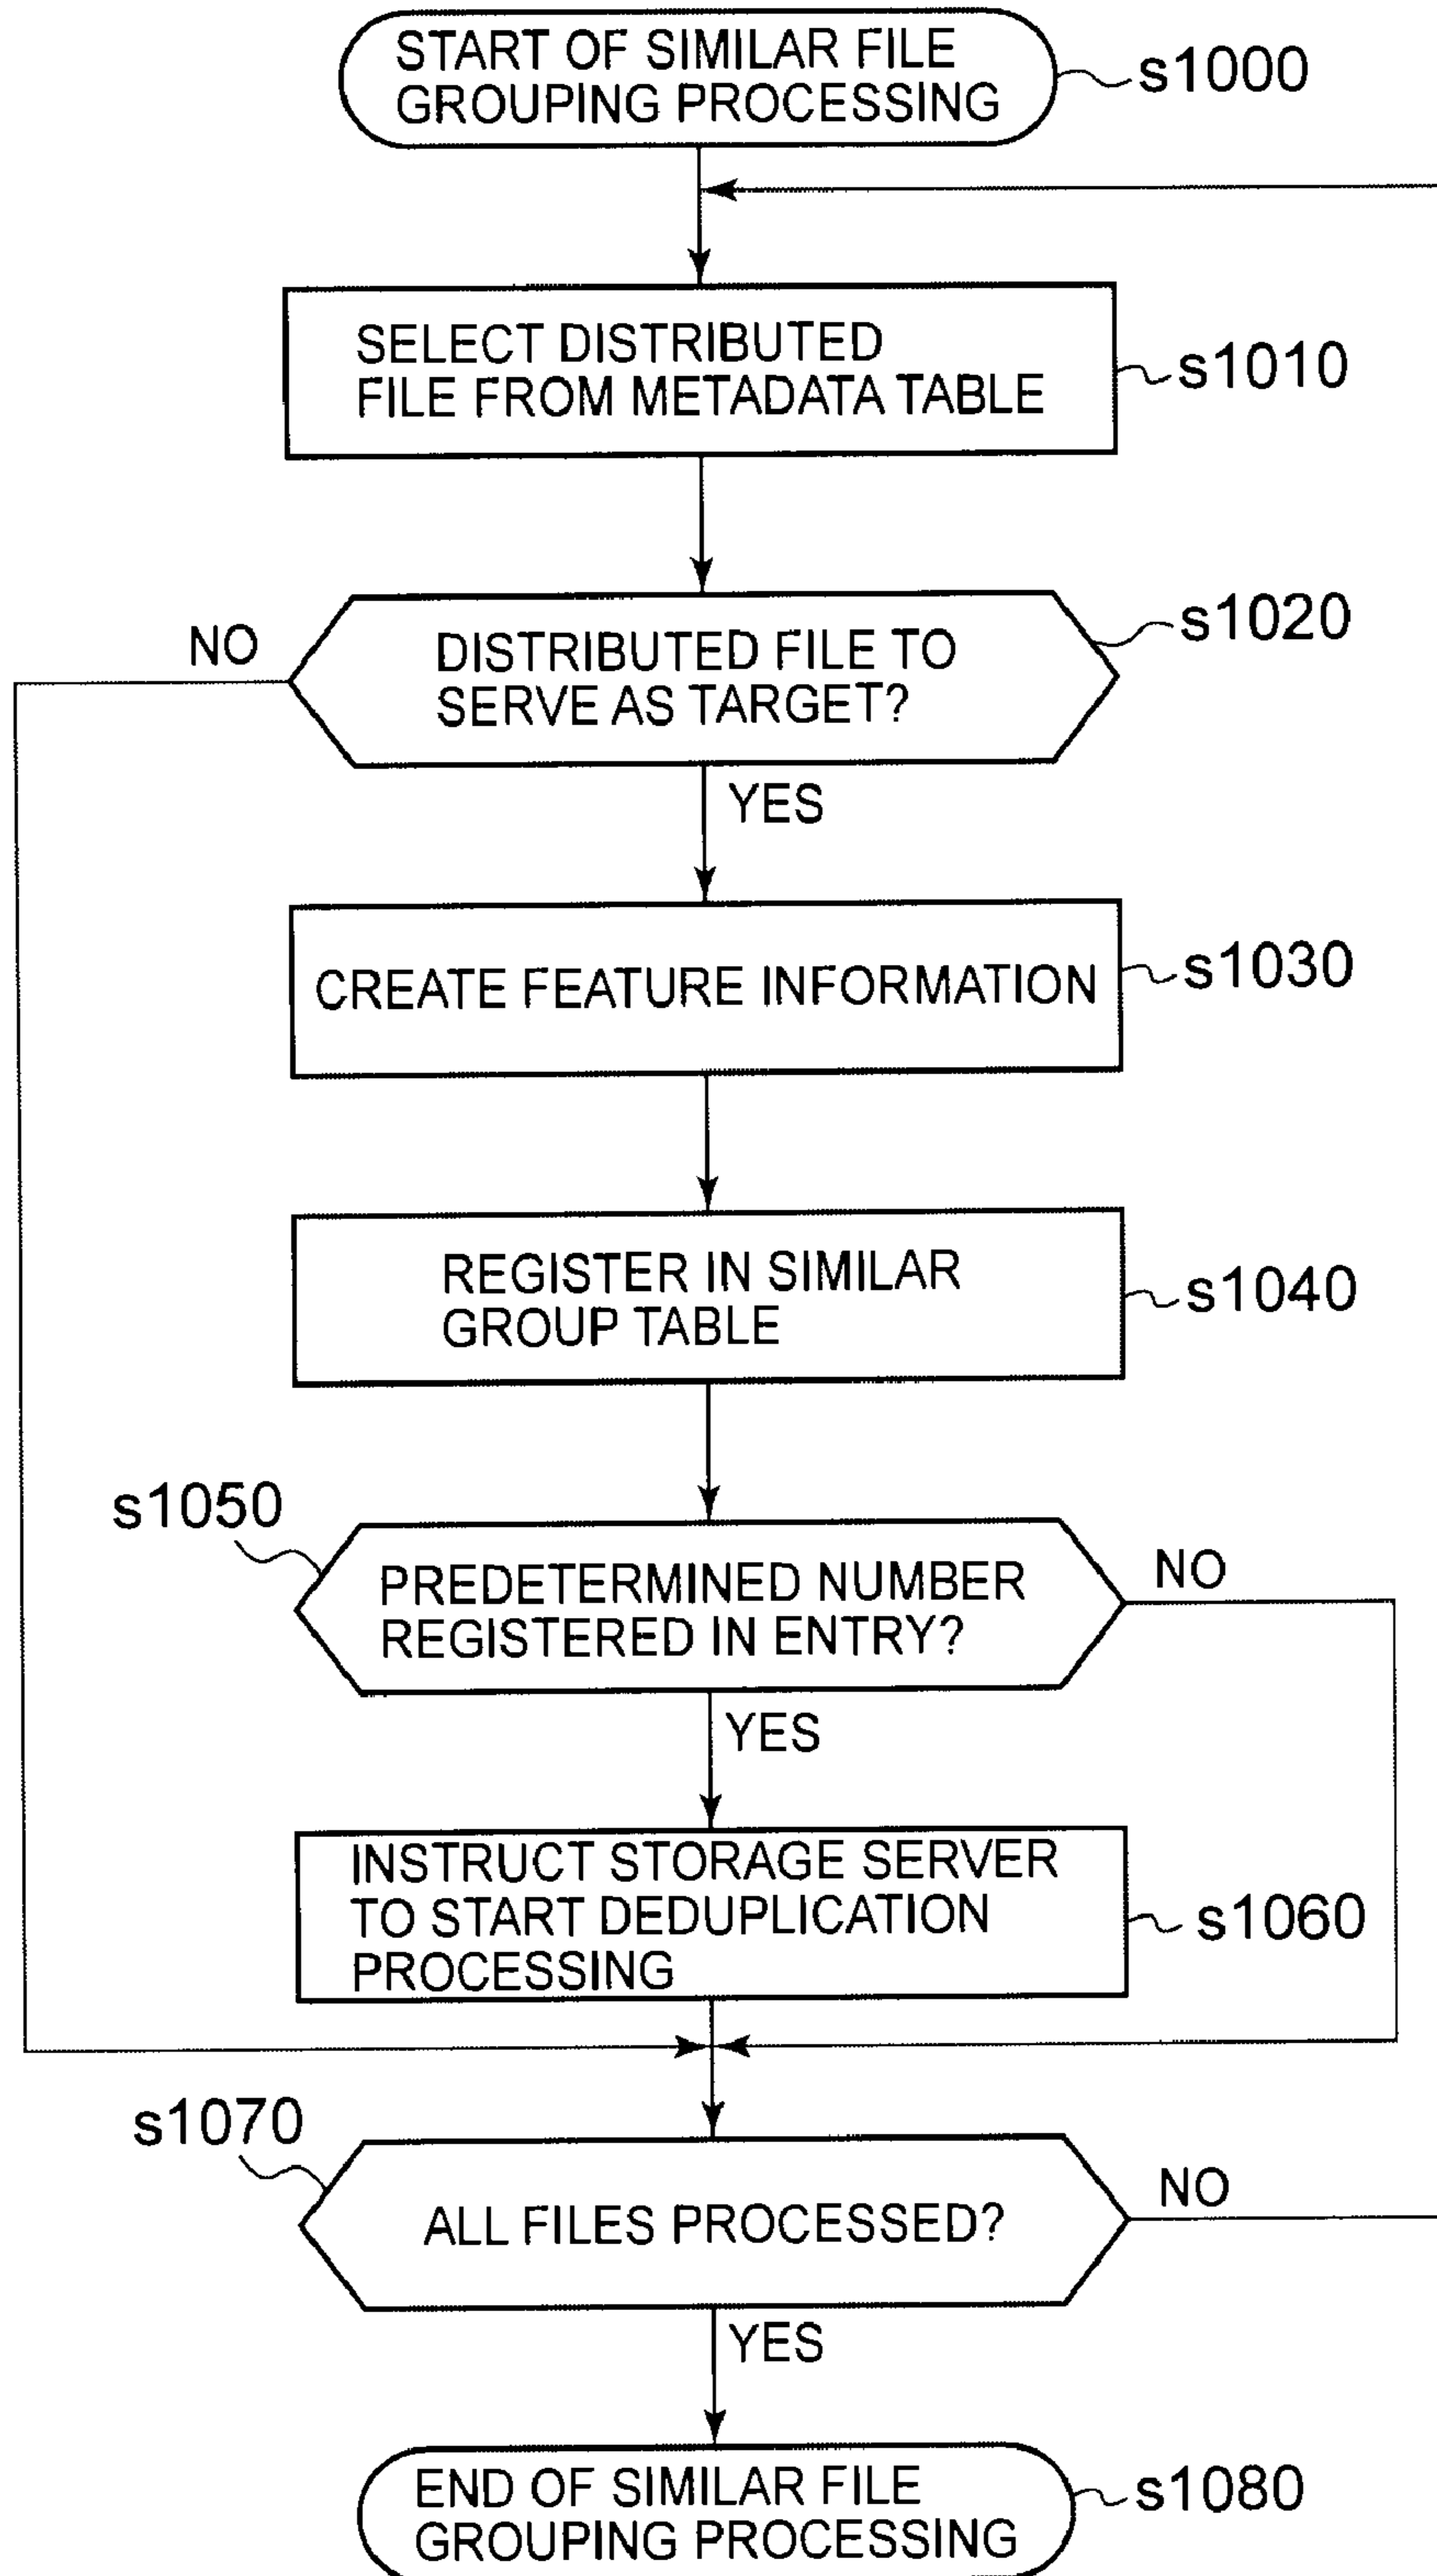 START OF SIMILAR FILE
GROUPING PROCESSING
s1000
SELECT DISTRIBUTED
FILE FROM METADATA TABLE
s1010
NO
DISTRIBUTED FILE TO
SERVE AS TARGET?
s1020
YES
CREATE FEATURE INFORMATION
s1030
REGISTER IN SIMILAR
GROUP TABLE
s1040
s1050
PREDETERMINED NUMBER
REGISTERED IN ENTRY?
NO
YES
INSTRUCT STORAGE SERVER
TO START DEDUPLICATION
PROCESSING
s1060
s1070
ALL FILES PROCESSED?
NO
YES
END OF SIMILAR FILE
GROUPING PROCESSING
s1080